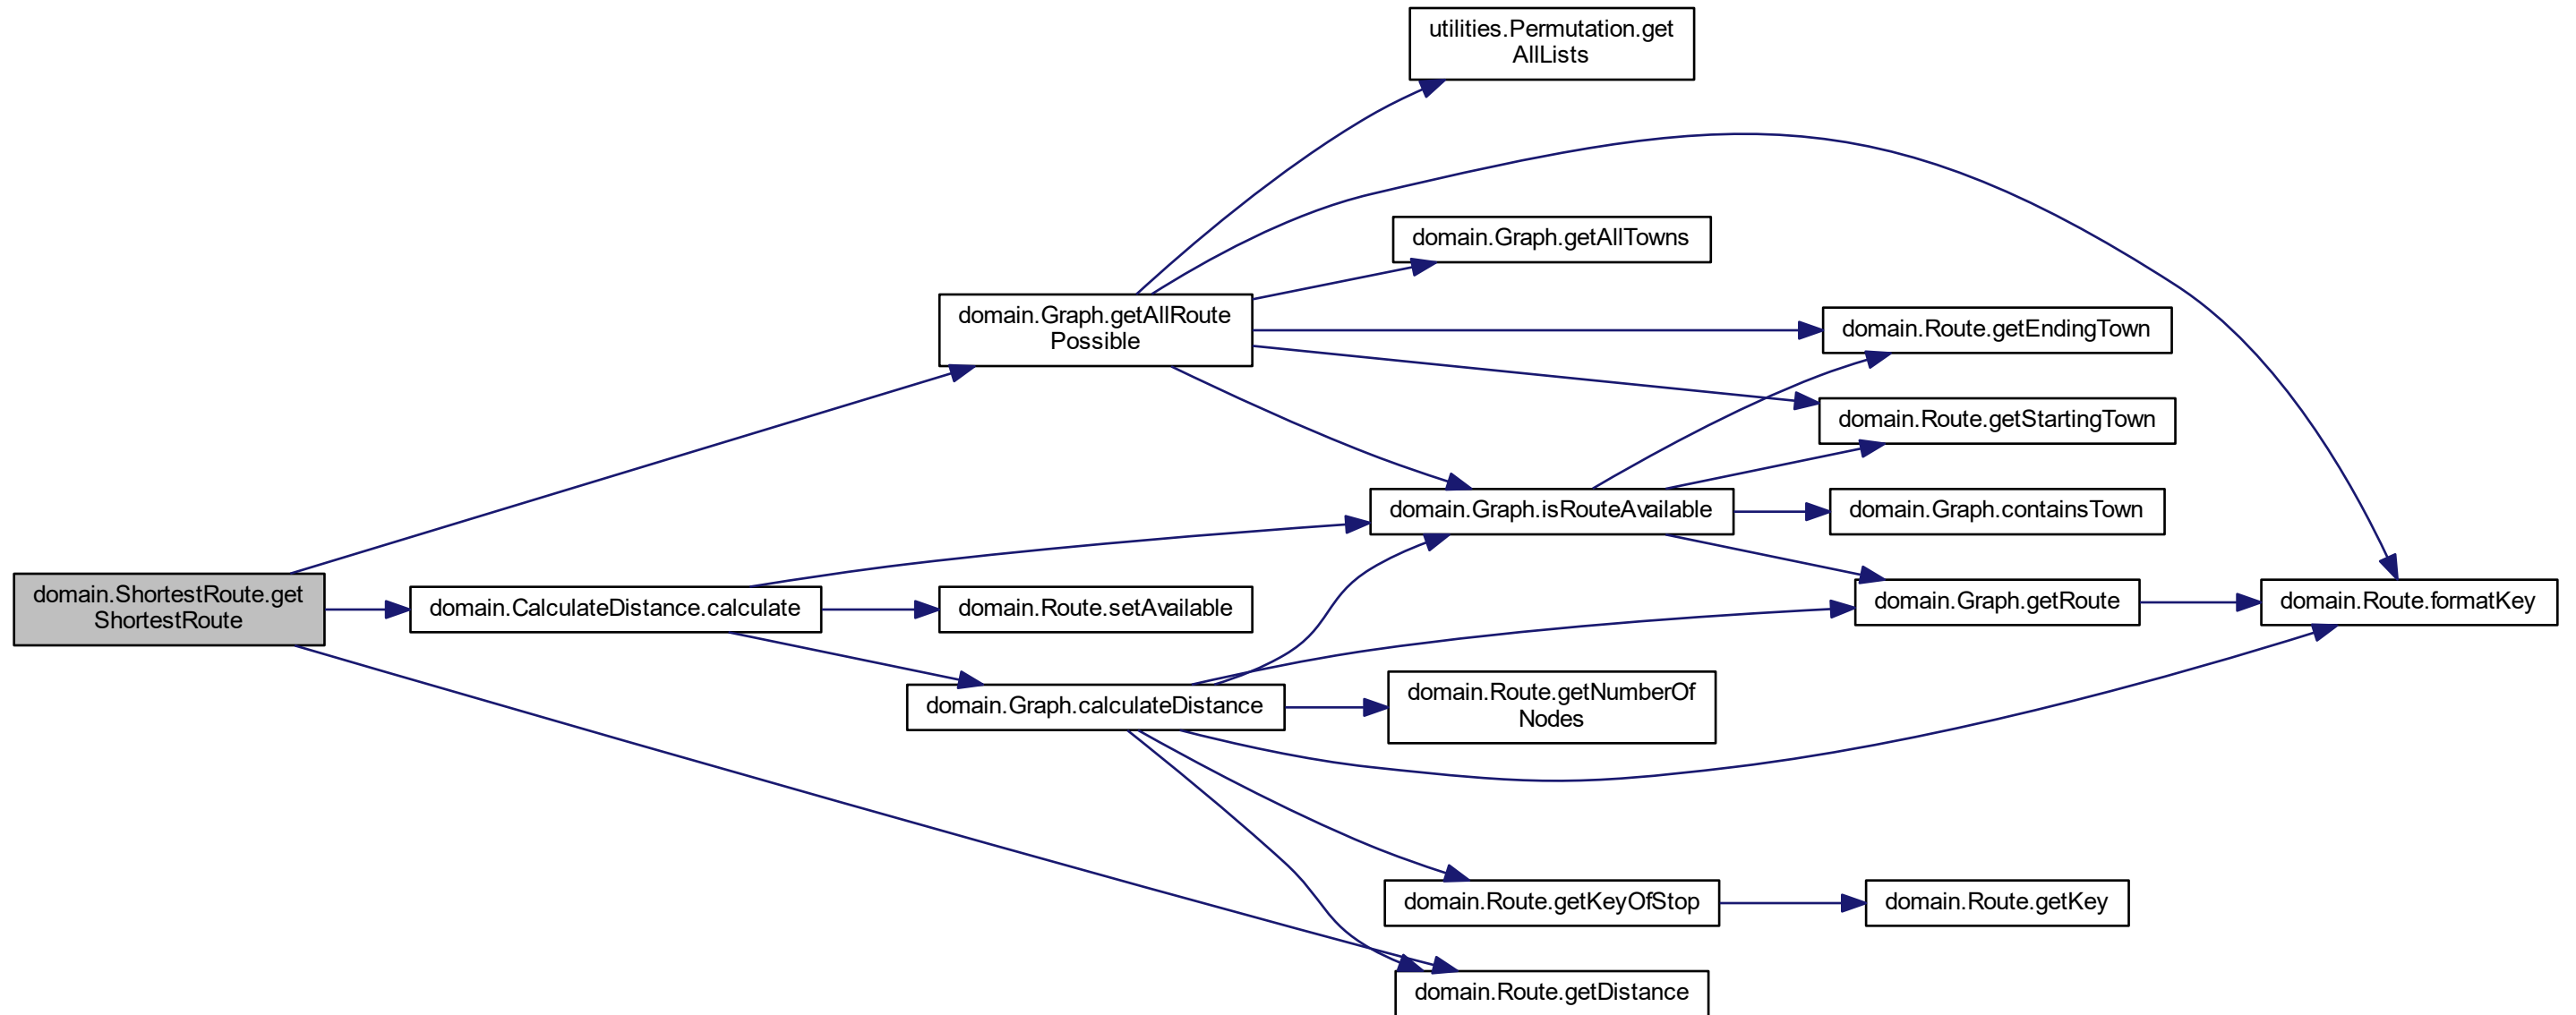 utilities.Permutation.get
AllLists
domain.Graph.getAllTowns
domain.Graph.getAllRoute
Possible
domain.Route.getEndingTown
domain.Route.getStartingTown
domain.Graph.isRouteAvailable
domain.Graph.containsTown
domain.ShortestRoute.get
ShortestRoute
domain.CalculateDistance.calculate
domain.Route.setAvailable
domain.Graph.getRoute
domain.Route.formatKey
domain.Graph.calculateDistance
domain.Route.getNumberOf
Nodes
domain.Route.getKeyOfStop
domain.Route.getKey
domain.Route.getDistance